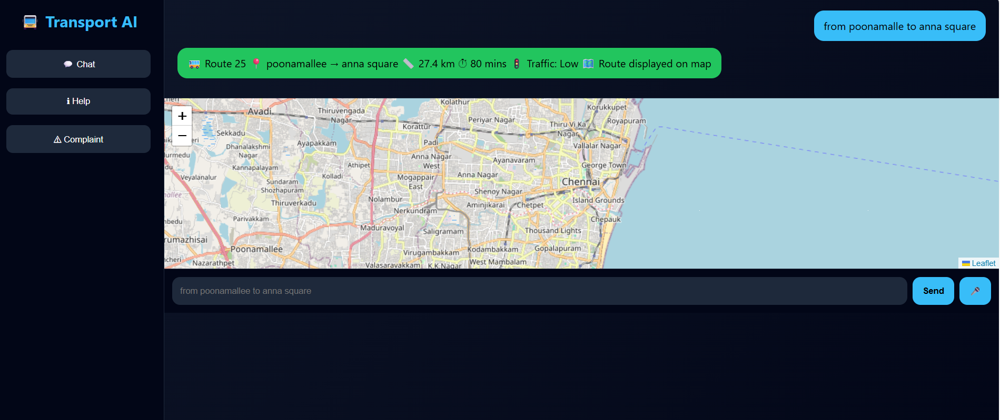 Transport AI
Chat
Help
Complaint
from poonamalle to anna square
Route 25 poonamallee → anna square 27.4 km 80 mins Traffic: Low Route displayed on map
+
−
Kolathur
Avadi
Thiruvengada
Nagar
Korukkupet
Periyar Nagar
Royapuram
Korattur
Thiru Vi Ka
Nagar
Sekkadu
Ayapakkam
Padi
Vallalar Nagar
Dhanalakshmi
Nagar
Anna Nagar
West
Ayanavaram
Athipet
George Town
Kannapalayam
Kolladi
Anna Nagar
Veyalanalur
Sundaram
Shozhapuram
Mogappair
East
Chennai
Shenoy Nagar
Thiruverkadu
Nolambur
Aminjikarai
Chetpet
Island Grounds
Nerkundram
Parivakkam
Chepauk
Maduravoyal
Saligramam
Thousand Lights
rumazhisai
Poonamallee
Virugambakkam
Kodambakkam
Gopalapuram
Nazarathpet
Valasaravakkam
K.K.Nagar
West Mambalam
Leaflet
from poonamallee to anna square
Send